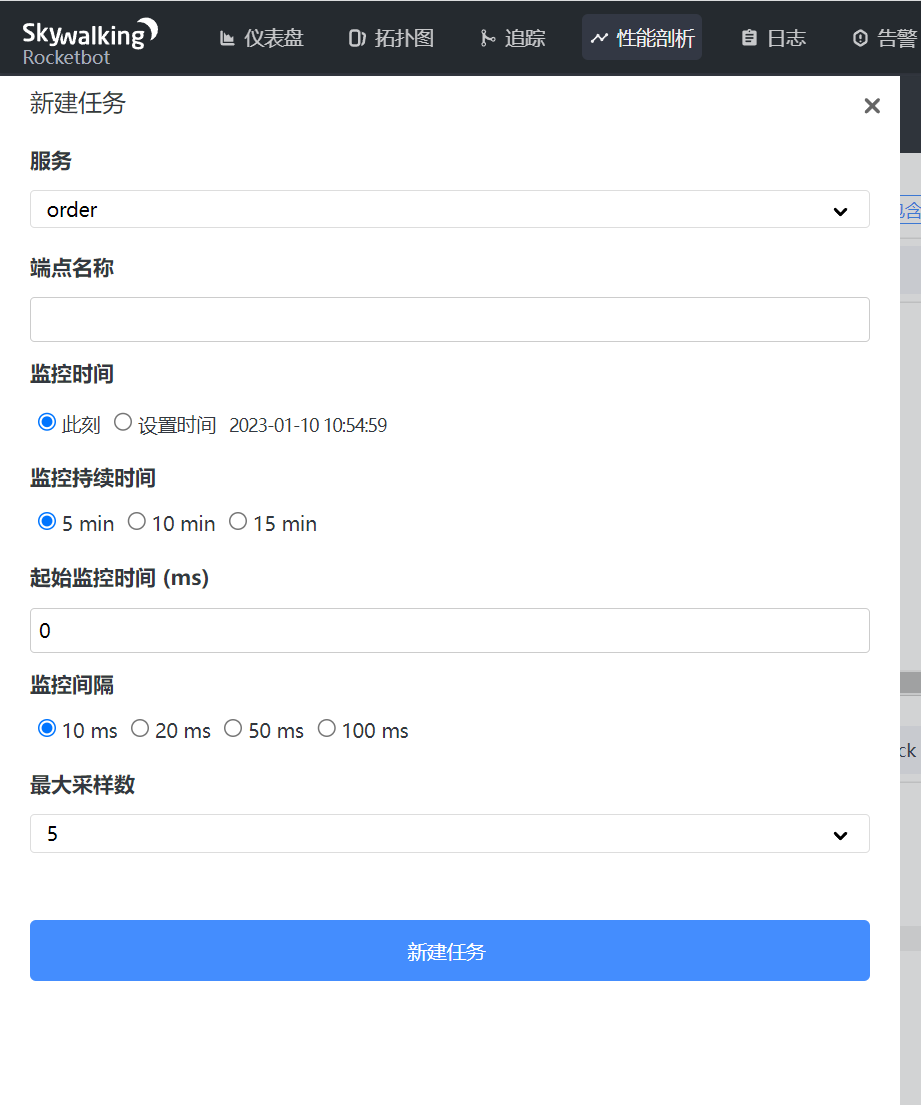 Skywalking
Rocketbot
仪表盘 拓扑图 追踪 性能剖析 日志 告警
新建任务
服务
order
端点名称
监控时间
此刻 设置时间 2023-01-10 10:54:59
监控持续时间
5 min 10 min 15 min
起始监控时间 (ms)
0
监控间隔
10 ms 20 ms 50 ms 100 ms
ck
最大采样数
5
新建任务